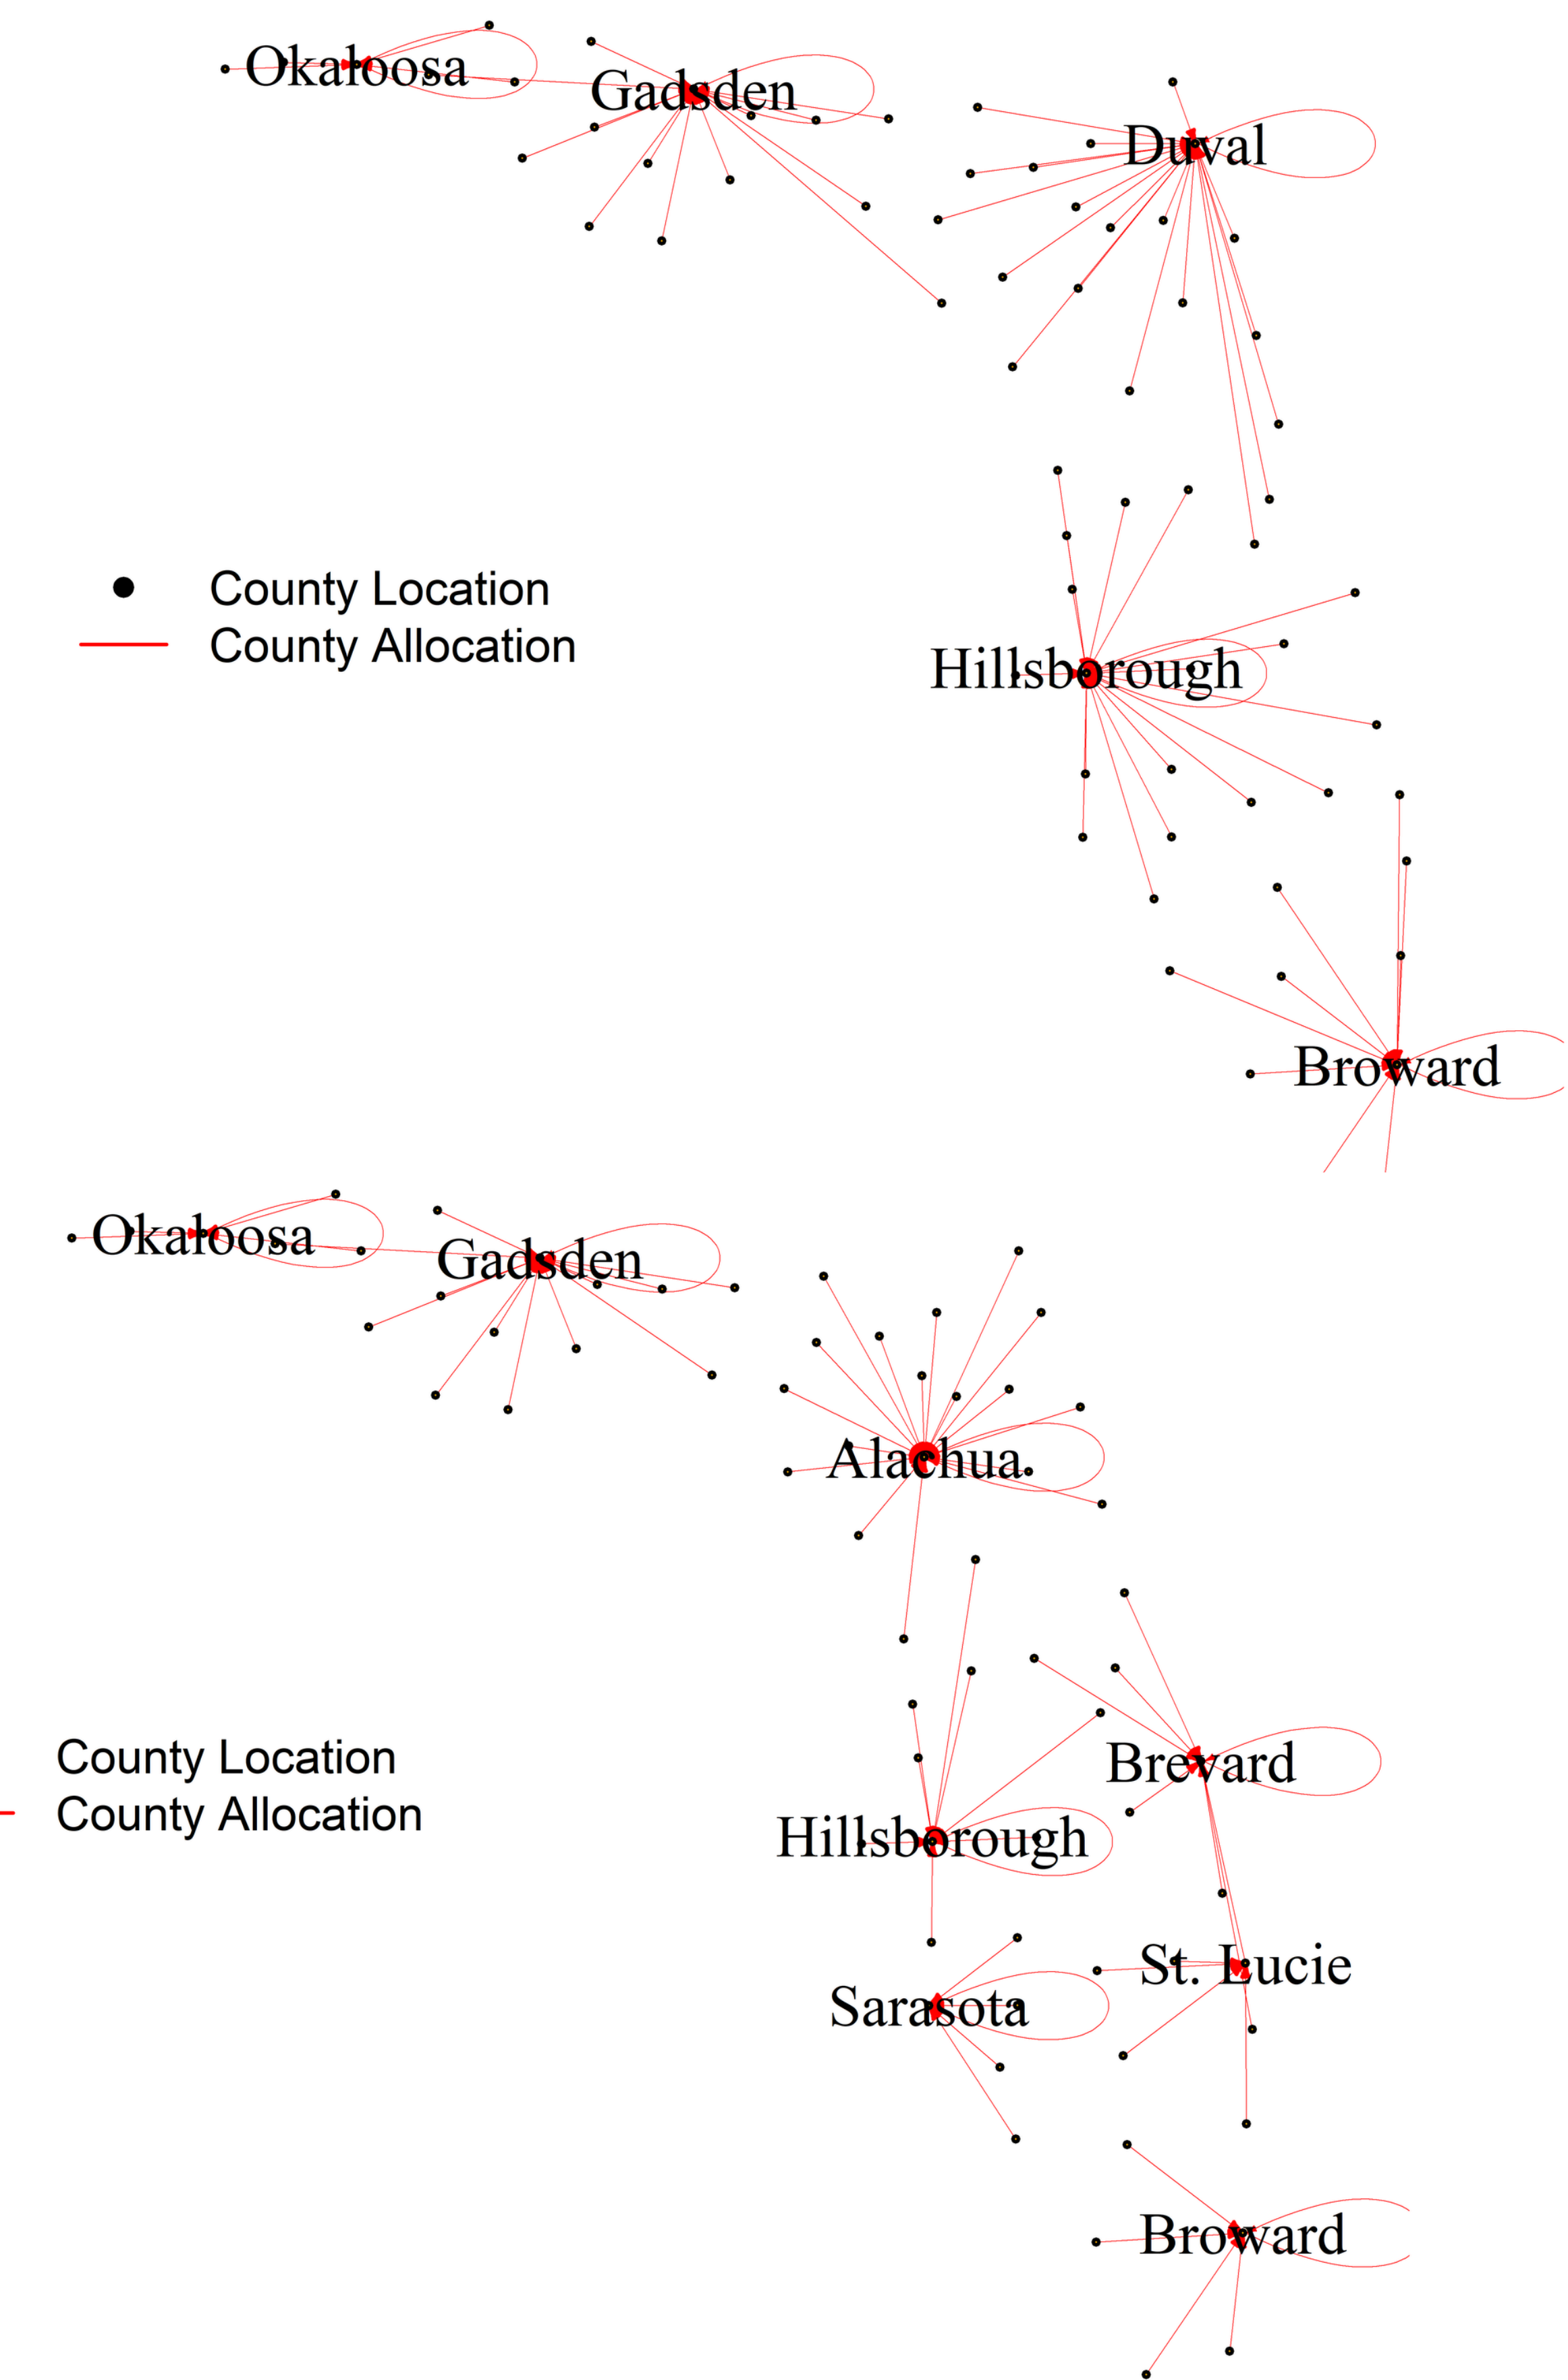 Okaloosa
Gadsden
Duval
County Location
County Allocation
Hillsborough
Broward
Okaloosa
Gadsden
Alachua
County Location
County Allocation
Brevard
Hillsborough
St. Lucie
Sarasota
Broward